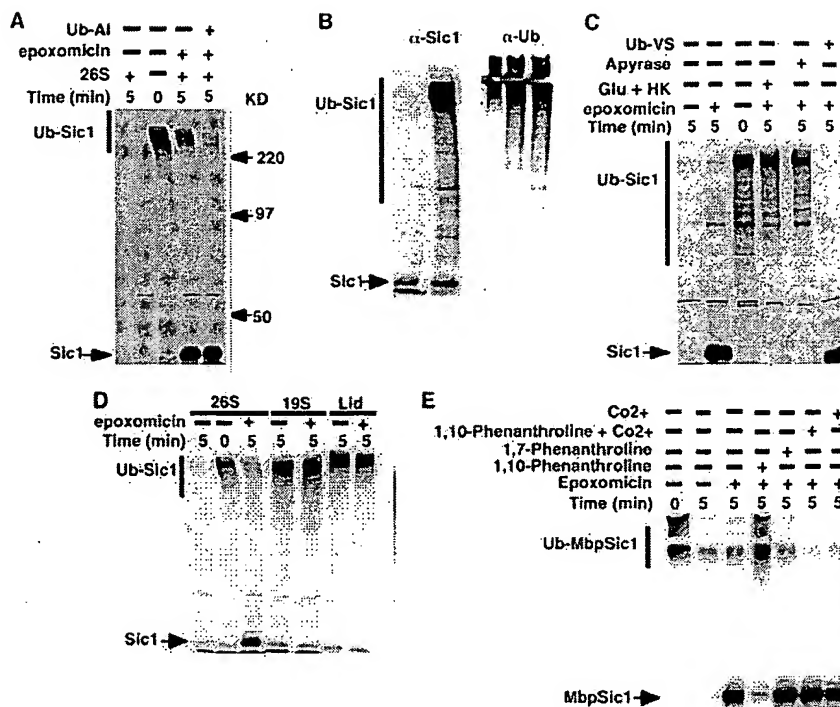 A
Ub-Al – – – +
epoxomicin – – + +
26S + – + +
Time (min) 5 0 5 5 KD
Ub-Sic1
220
97
50
Sic1
B
α-Sic1 α-Ub
Ub-Sic1
Sic1
C
Ub-VS – – – – – +
Apyrase – – – – + –
Glu + HK – – – + – –
epoxomicin – + – + + +
Time (min) 5 5 0 5 5 5
Ub-Sic1
Sic1
D
26S 19S Lid
epoxomicin – – + – + – +
Time (min) 5 0 5 5 5 5 5
Ub-Sic1
Sic1
E
Co2+ – – – – – – +
1,10-Phenanthroline + Co2+ – – – – – + –
1,7-Phenanthroline – – – – + – –
1,10-Phenanthroline – – – + – – –
Epoxomicin – – + + + + +
Time (min) 0 5 5 5 5 5 5
Ub-MbpSic1
MbpSic1